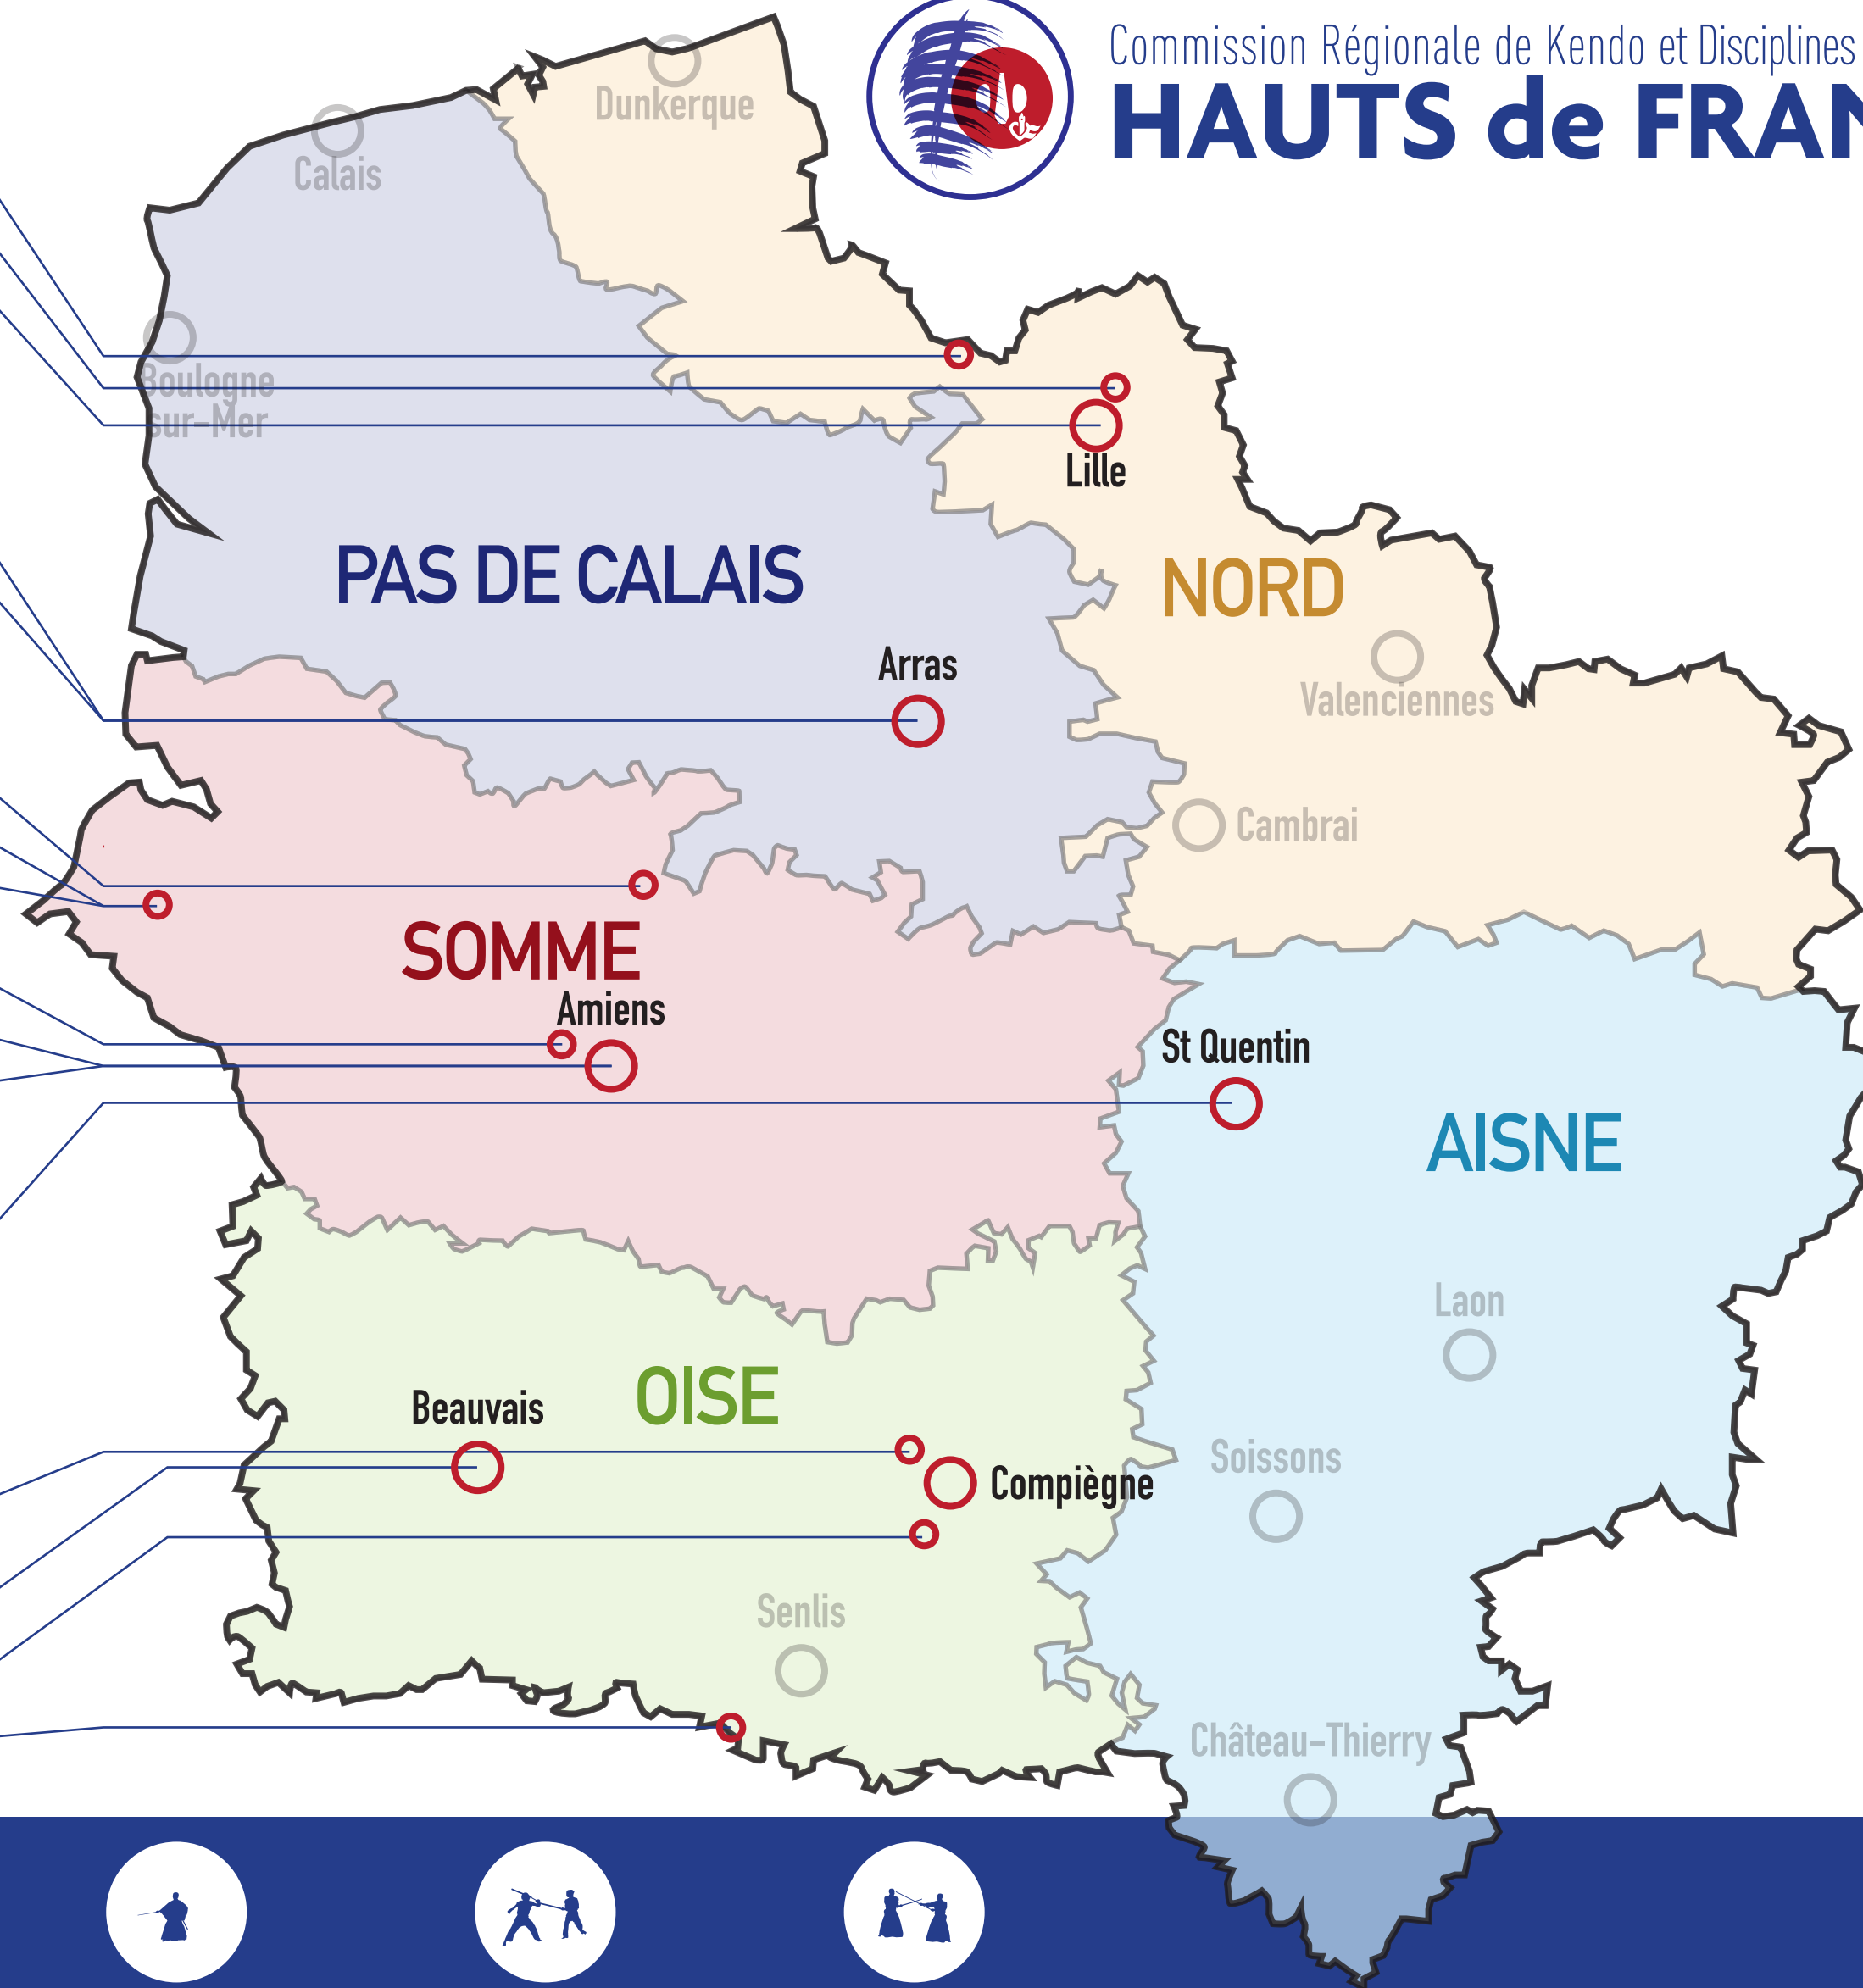 Commission Régionale de Kendo et Disciplines
HAUTS de FRAN
Dunkerque
Calais
Boulogne
sur-Mer
Lille
PAS DE CALAIS
NORD
Arras
Valenciennes
Cambrai
SOMME
Amiens
St Quentin
AISNE
Laon
OISE
Beauvais
Soissons
Compiègne
Senlis
Château-Thierry